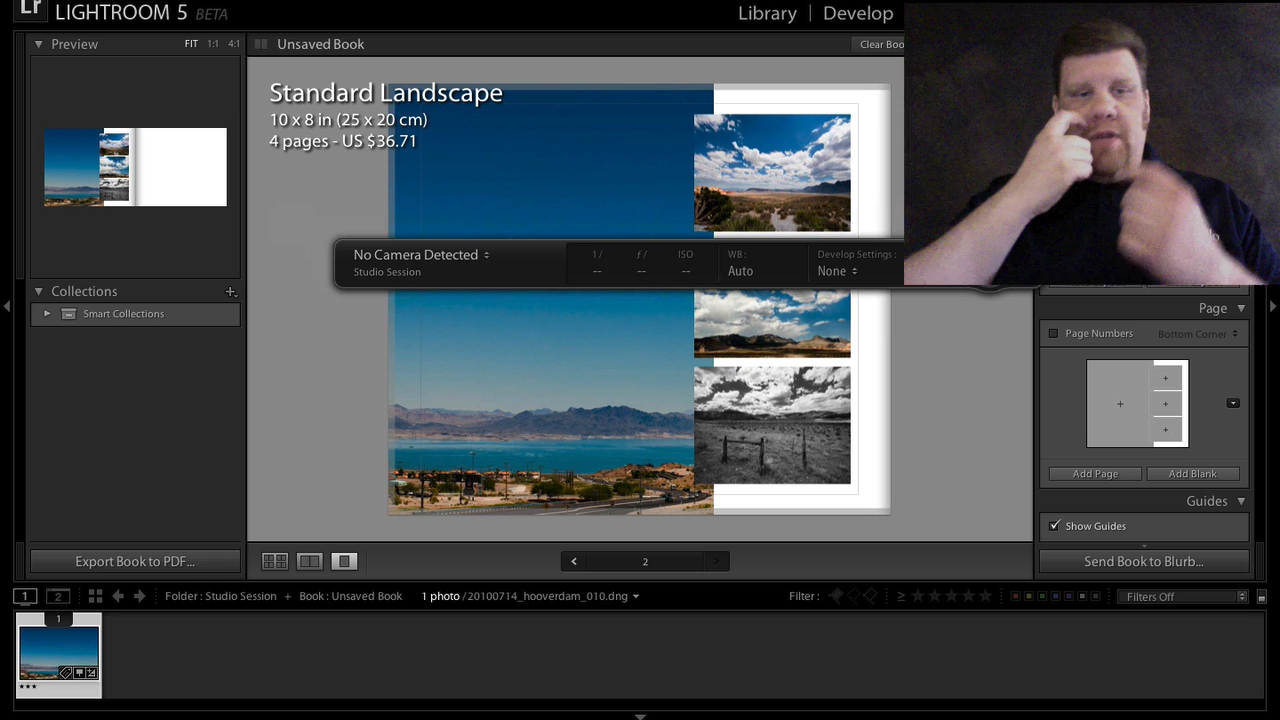 Lr LIGHTROOM 5 BETA
Library | Develop
Preview FIT 1:1 4:1
Unsaved Book
Clear Boo
Standard Landscape
10 x 8 in (25 x 20 cm)
4 pages - US $36.71
No Camera Detected
Studio Session
1/ ƒ/ ISO
-- -- --
WB :
Auto
Develop Settings :
None
Collections +
Smart Collections
Page
Page Numbers Bottom Corner
Add Page Add Blank
Guides
Show Guides
Export Book to PDF...
2
Send Book to Blurb...
1 2 Folder : Studio Session + Book : Unsaved Book 1 photo / 20100714_hooverdam_010.dng
Filter : ≥ ★★★★★ Filters Off
1
★★★